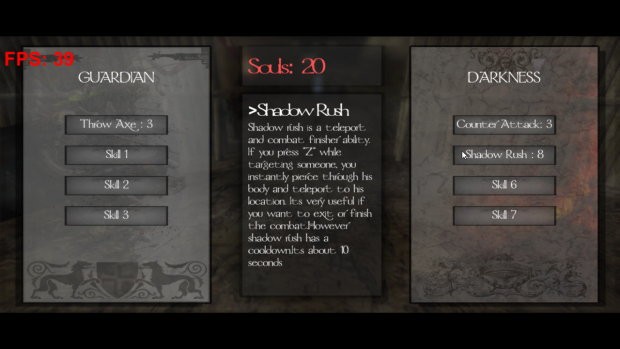 FPS: 39
GUARDIAN
Throw Axe : 3
Skill 1
Skill 2
Skill 3
Souls: 20
>Shadow Rush
Shadow rush is a teleport
and combat finisher ability.
If you press "Z" while
targeting someone, you
instantly pierce through his
body and teleport to his
location. Its very useful if
you want to exit or finish
the combat.However
shadow rush has a
cooldown.Its about 10
seconds
DARKNESS
Counter Attack: 3
Shadow Rush : 8
Skill 6
Skill 7